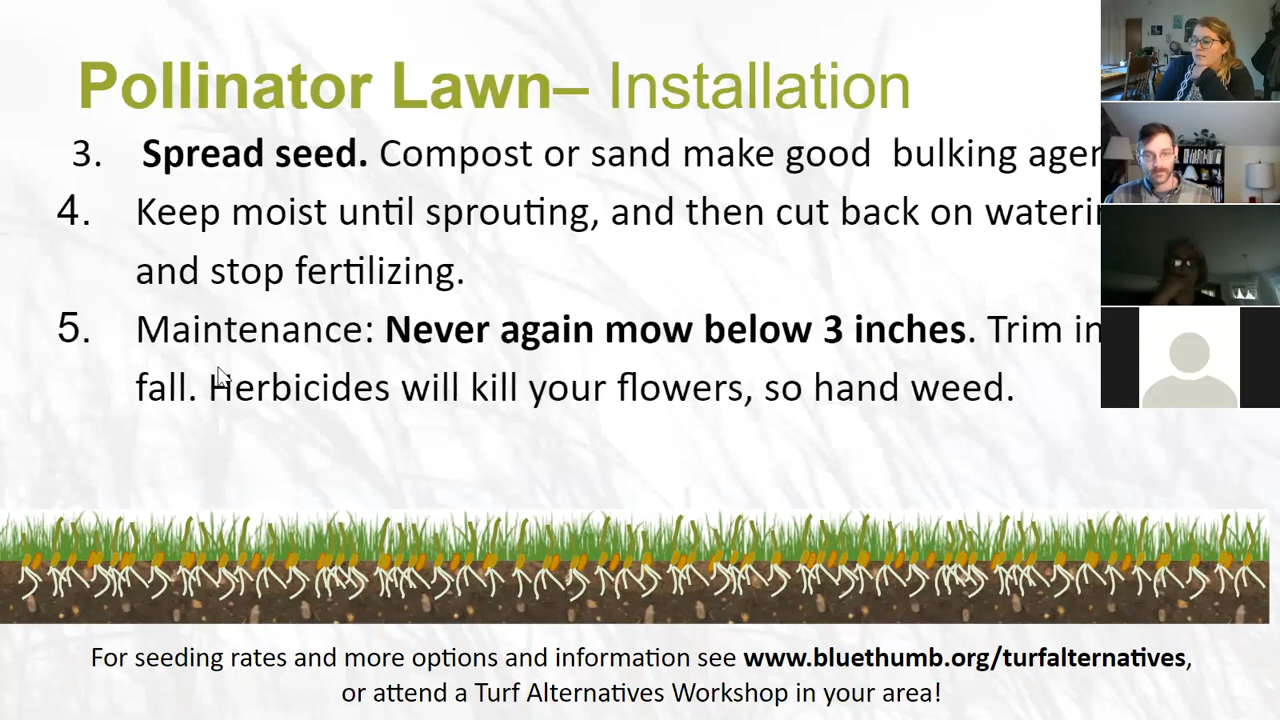 Pollinator Lawn– Installation
3. Spread seed. Compost or sand make good bulking
4. Keep moist until sprouting, and then cut back on
and stop fertilizing.
5. Maintenance: Never again mow below 3 inches. Trim in
fall. Herbicides will kill your flowers, so hand weed.
For seeding rates and more options and information see www.bluethumb.org/turfalternatives,
or attend a Turf Alternatives Workshop in your area!